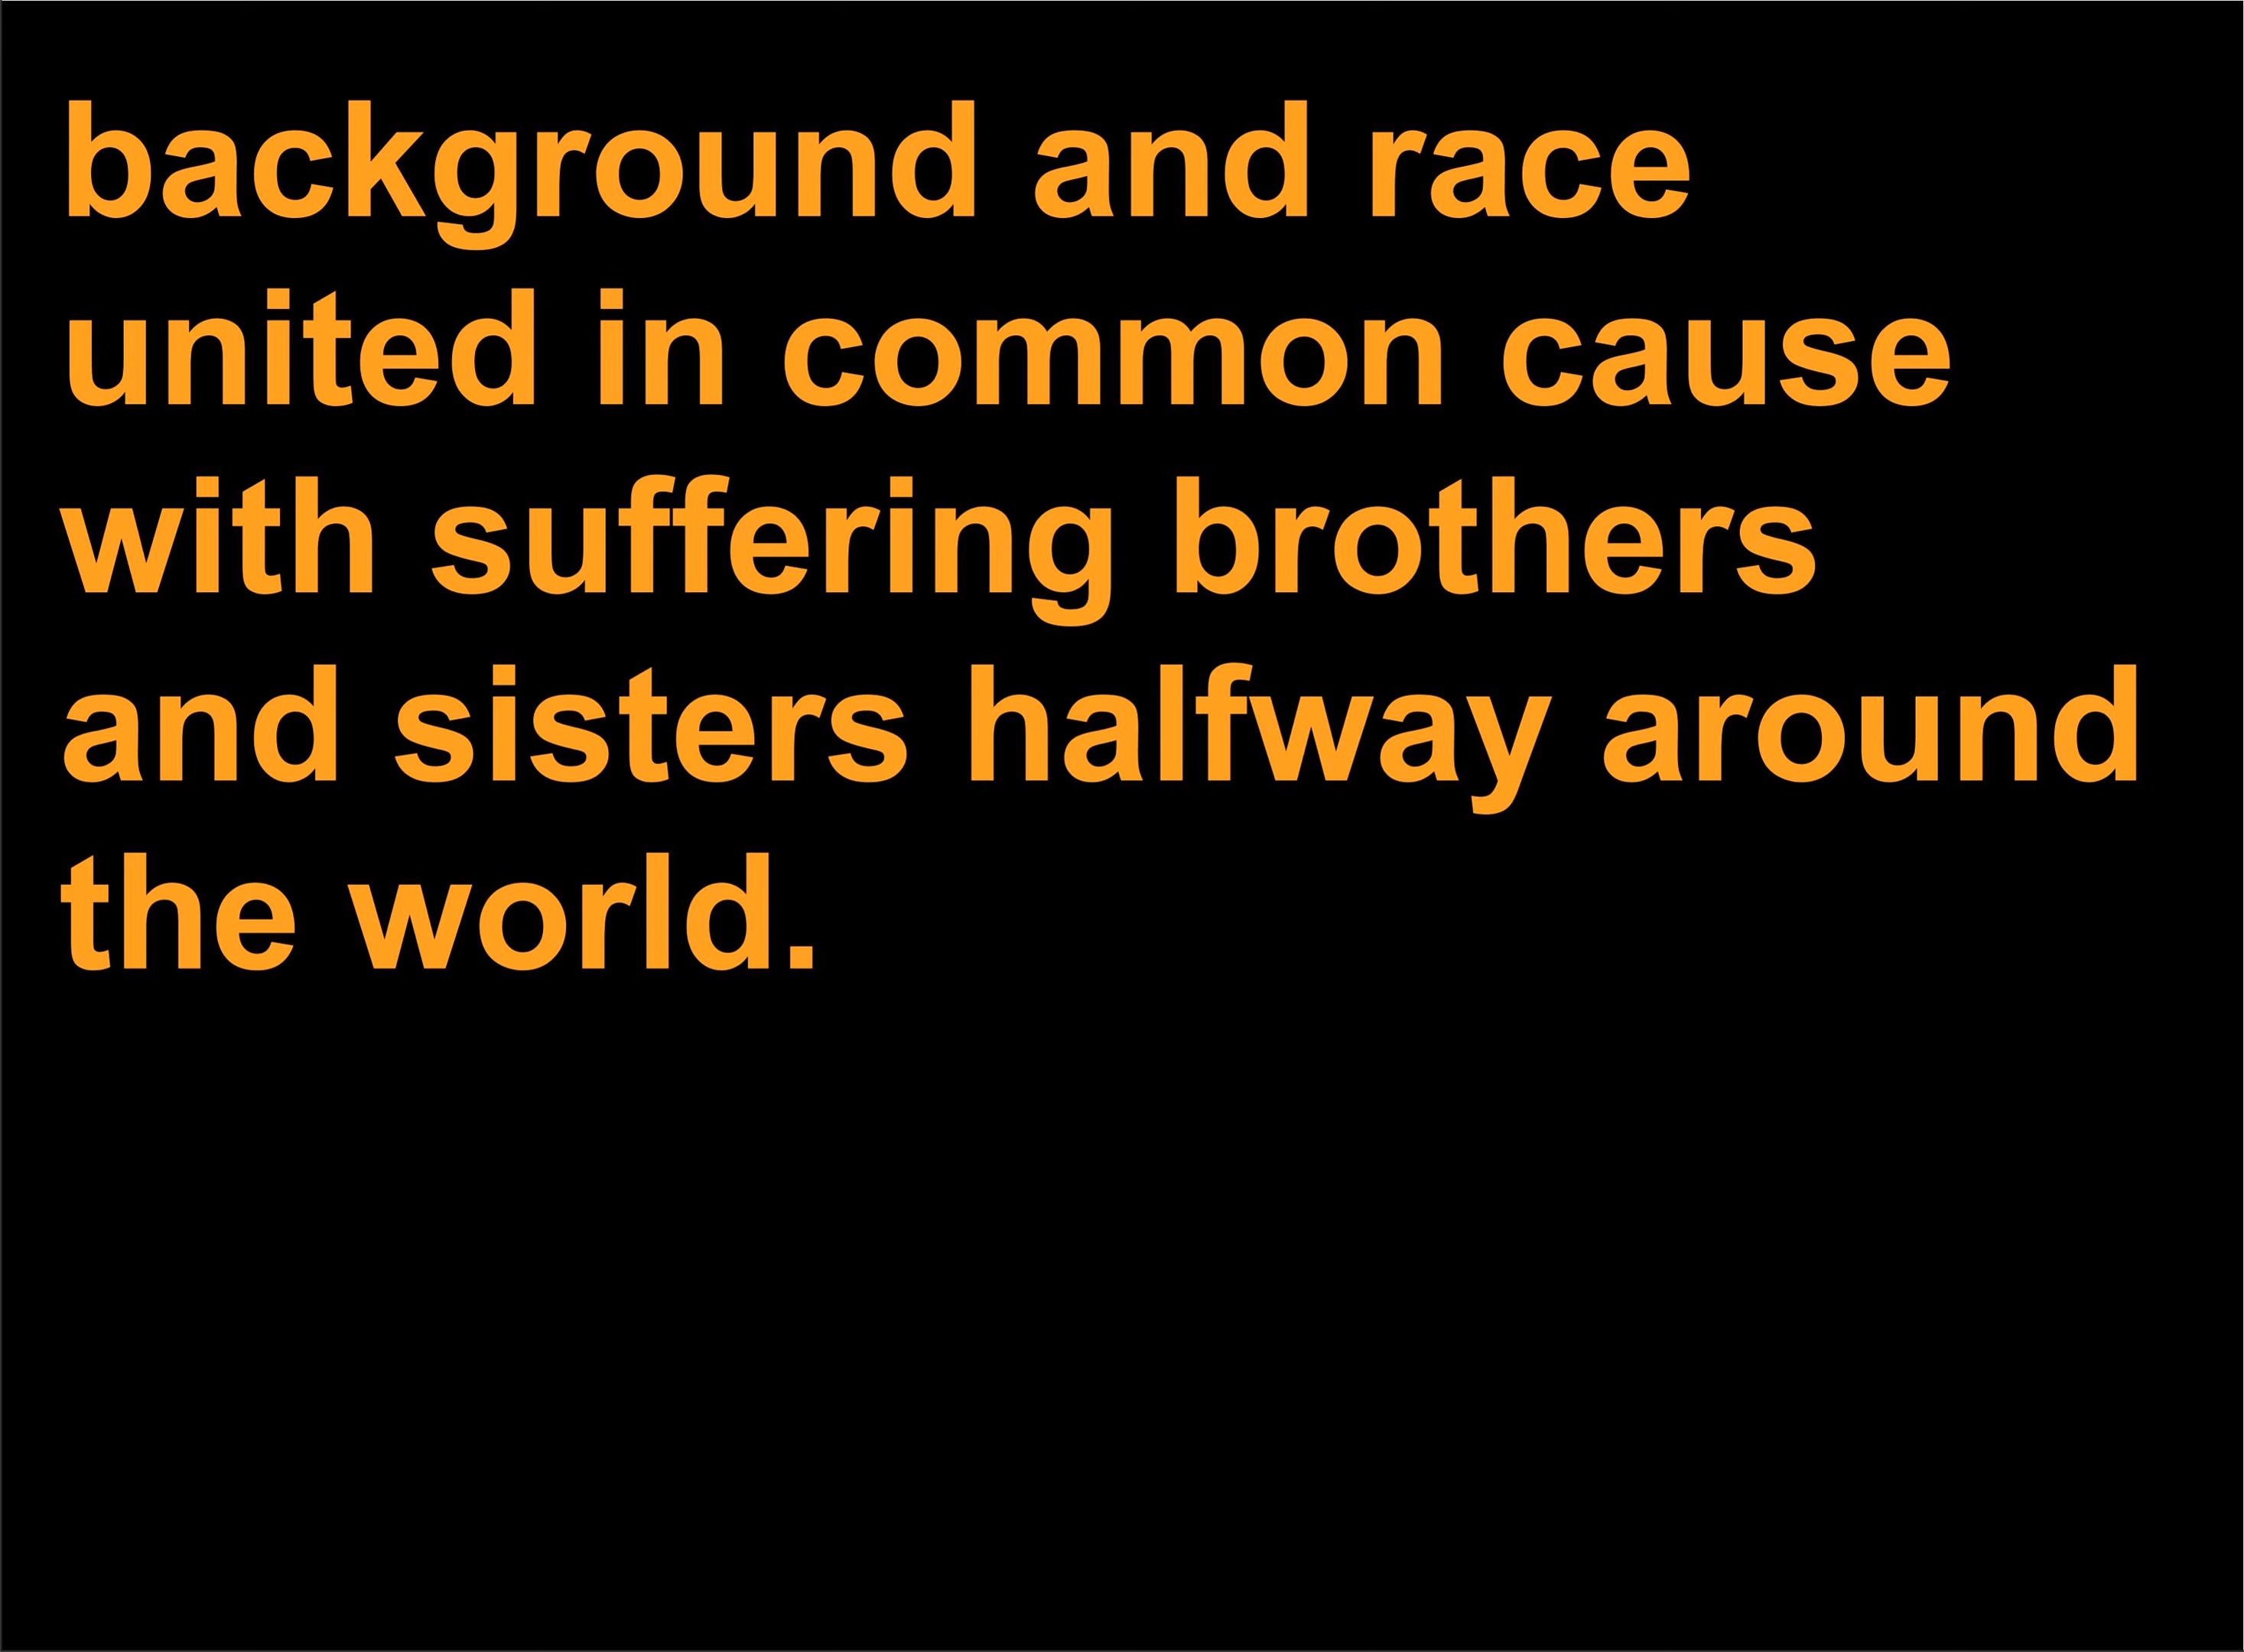 background and race
united in common cause
with suffering brothers
and sisters halfway around
the world.